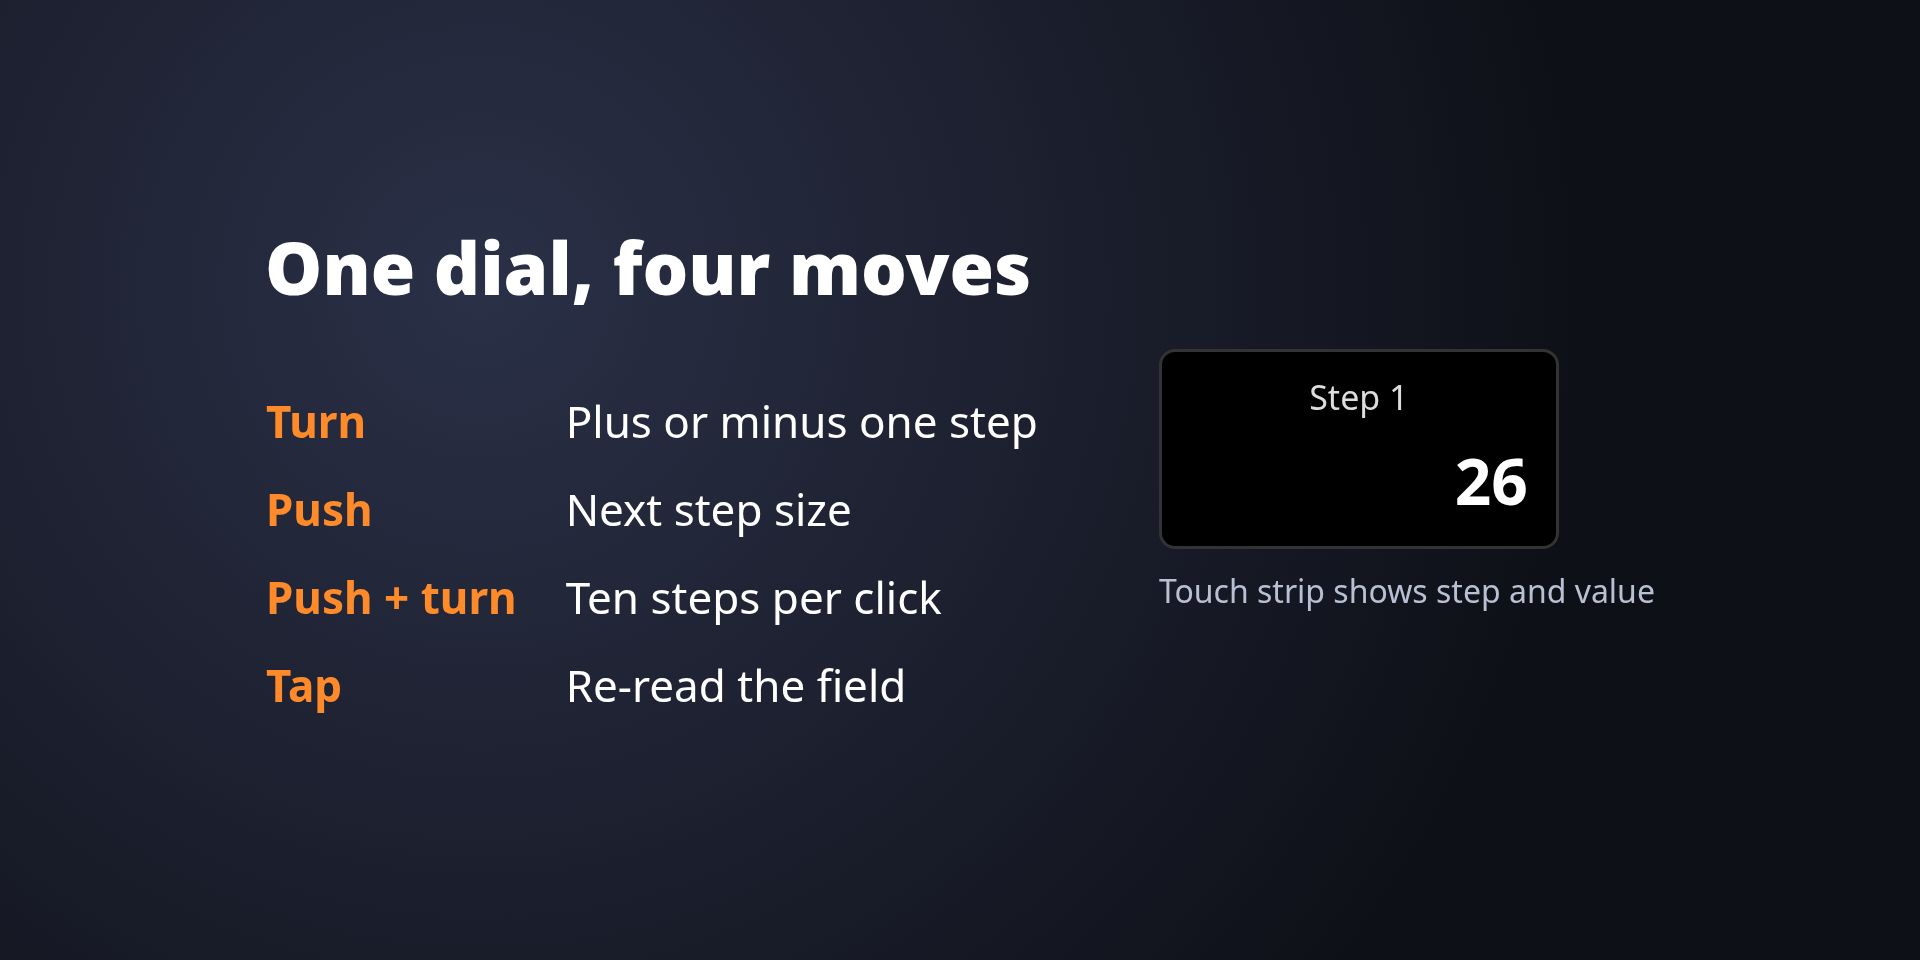 One dial, four moves
Turn Plus or minus one step
Push Next step size
Push + turn Ten steps per click
Tap Re-read the field
Step 1
26
Touch strip shows step and value